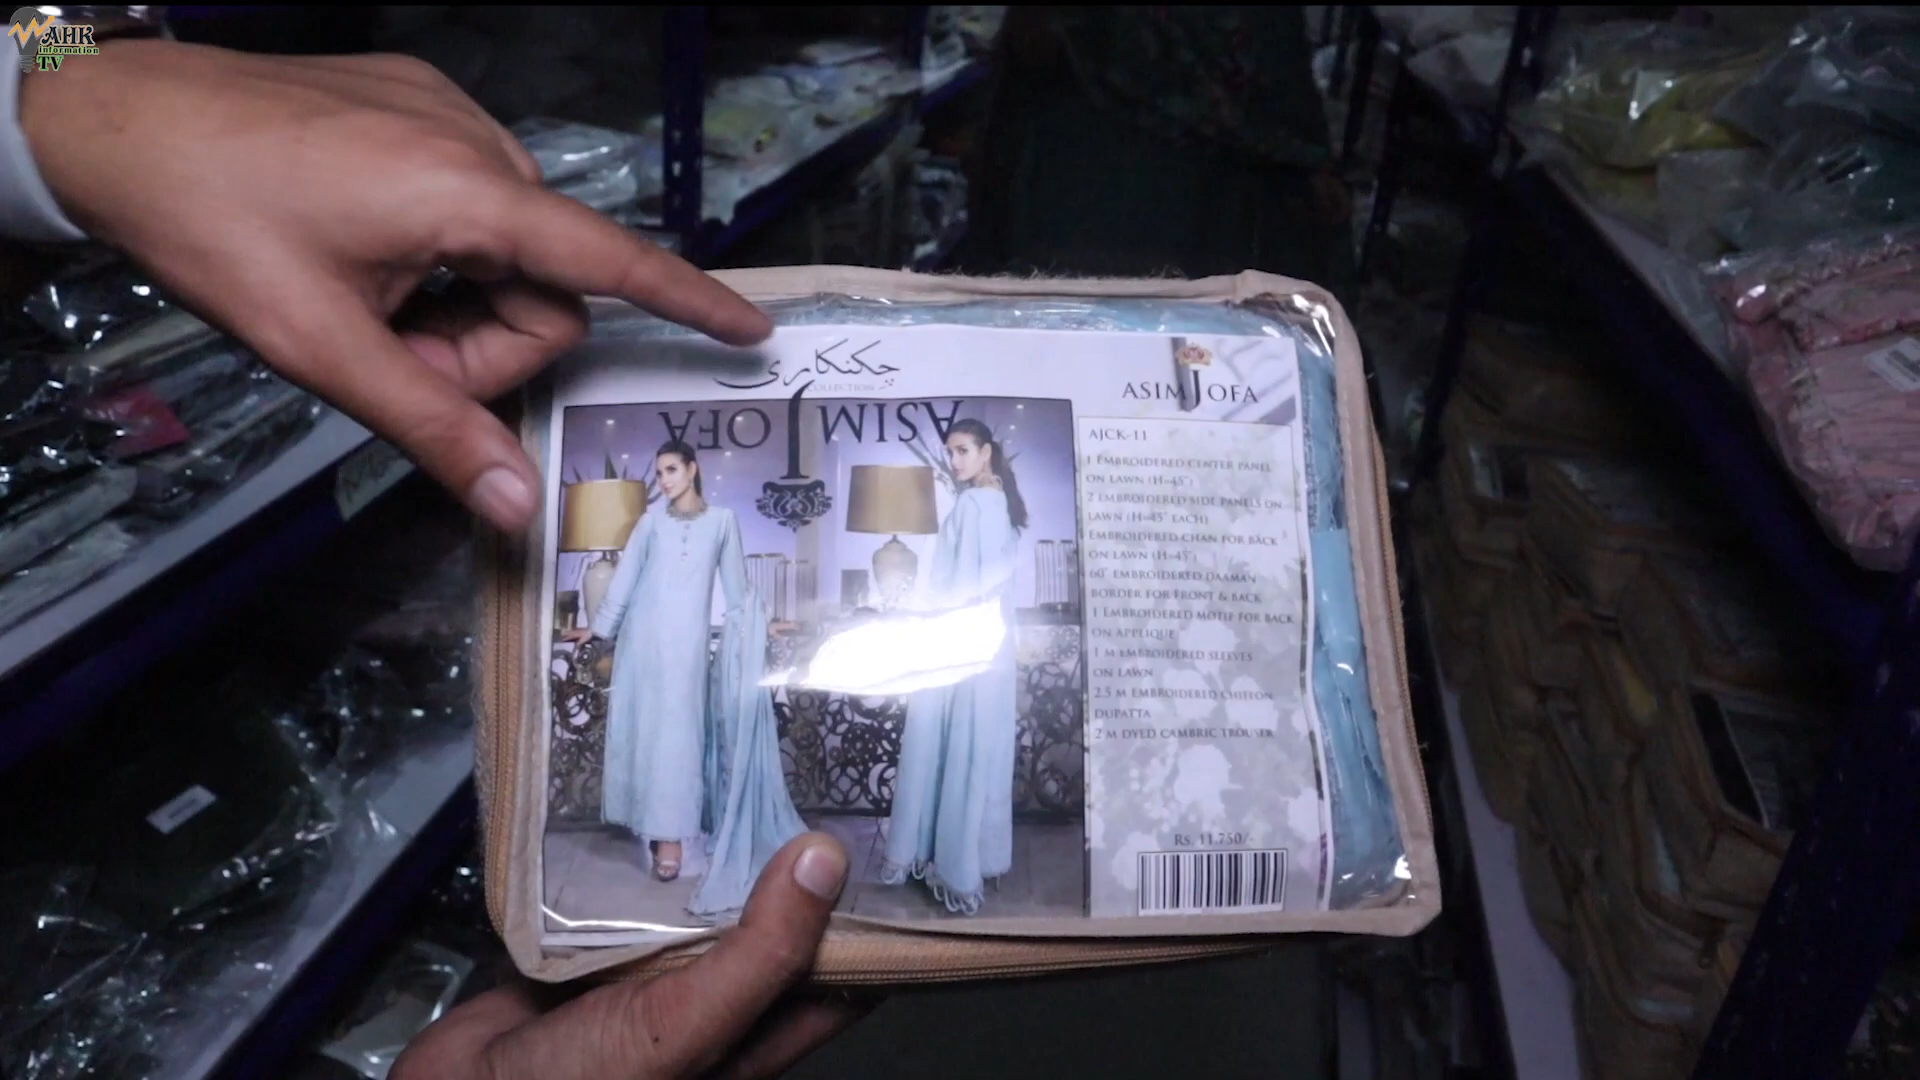 AHK
information
TV
چکنکاری
COLLECTION
ASIM JOFA
ASIM JOFA
AJCK-11
1 EMBROIDERED CENTER PANEL
ON LAWN (H=45")
2 EMBROIDERED SIDE PANELS ON
LAWN (H=45" EACH)
EMBROIDERED CHAN FOR BACK
ON LAWN (H=45")
60" EMBROIDERED DAAMAN
BORDER FOR FRONT & BACK
1 EMBROIDERED MOTIF FOR BACK
ON APPLIQUE
1 M EMBROIDERED SLEEVES
ON LAWN
2.5 M EMBROIDERED CHIFFON
DUPATTA
2 M DYED CAMBRIC TROUSER
Rs. 11,750/-